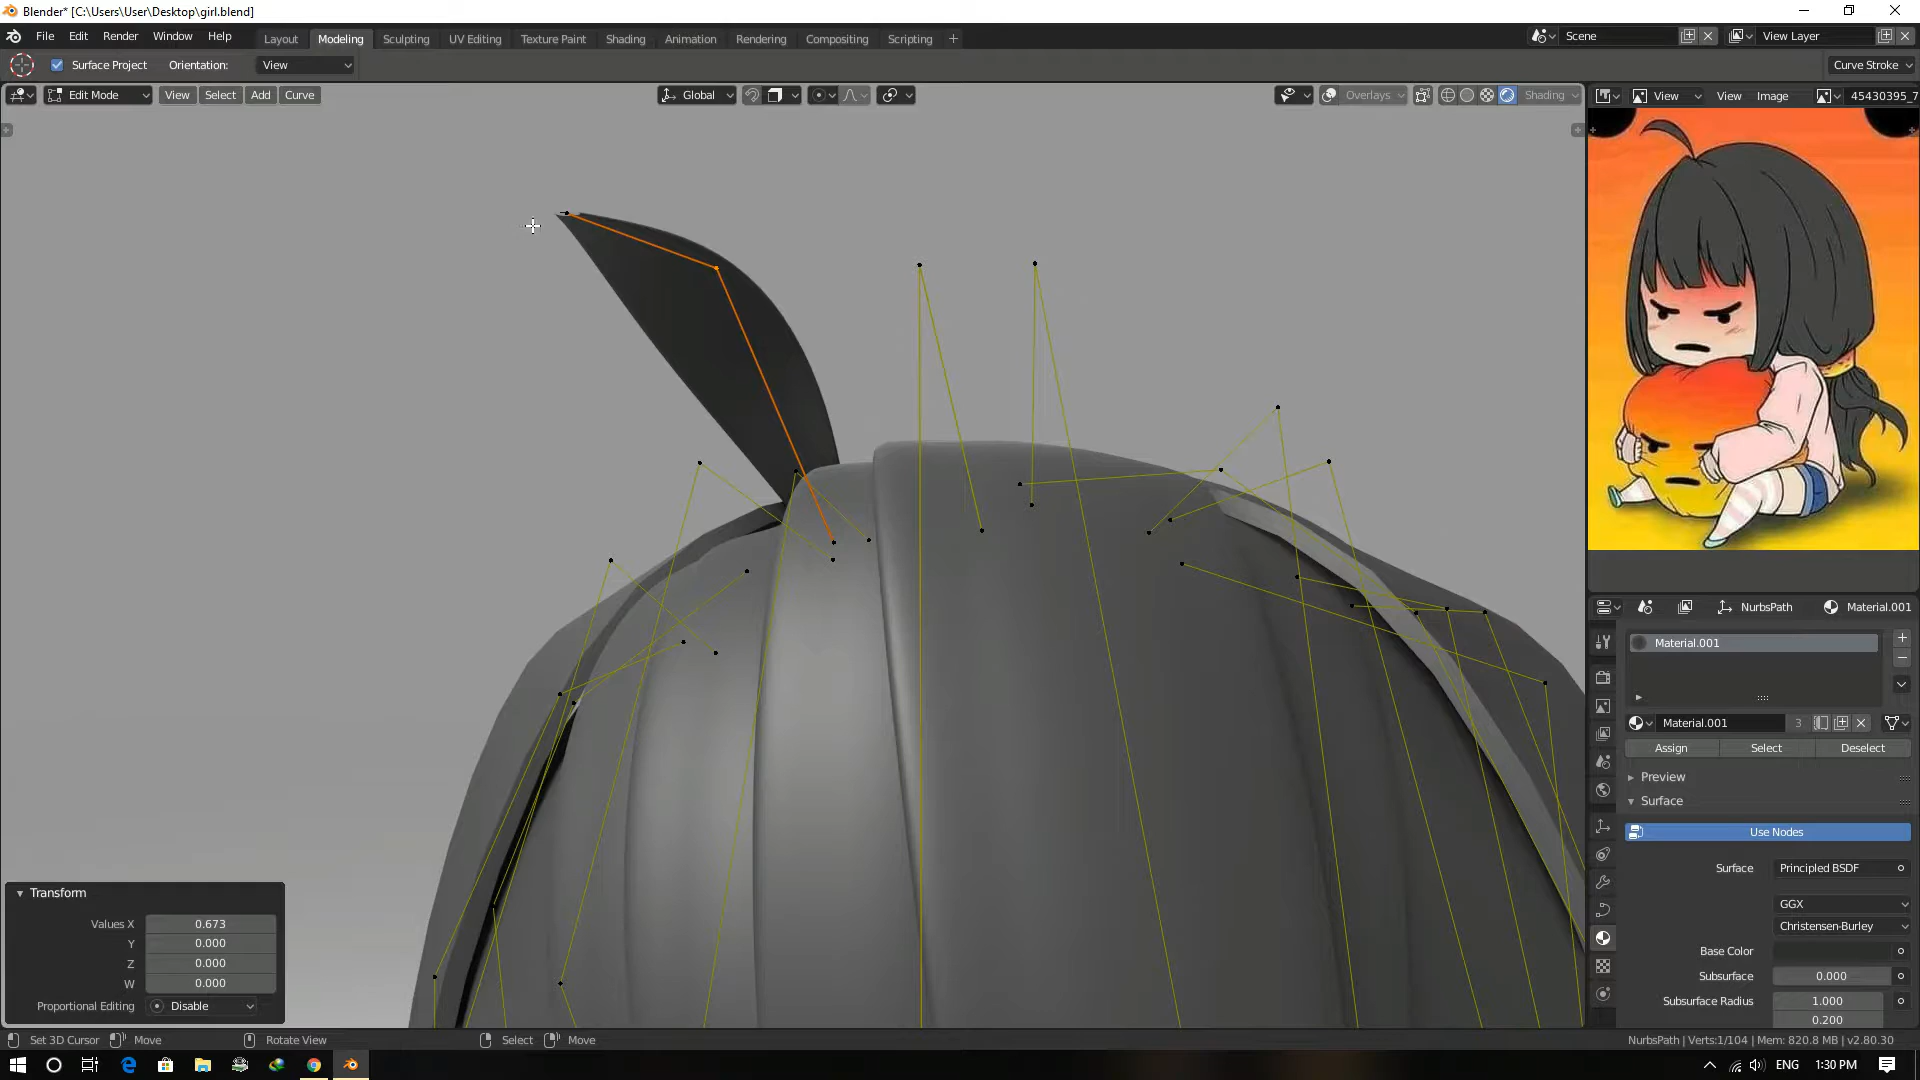 Blender* [C:\Users\User\Desktop\girl.blend]
File Edit Render Window Help
Layout Modeling Sculpting UV Editing Texture Paint Shading Animation Rendering Compositing Scripting +
Scene
View Layer
Surface Project Orientation: View
Curve Stroke
Edit Mode View Select Add Curve
Global
Overlays
Shading
View View Image 45430395_7
NurbsPath Material.001
Material.001
Material.001 3
Assign Select Deselect
Preview
Surface
Use Nodes
Surface Principled BSDF
GGX
Christensen-Burley
Base Color
Subsurface 0.000
Subsurface Radius 1.000
0.200
Transform
Values X 0.673
Y 0.000
Z 0.000
W 0.000
Proportional Editing Disable
Set 3D Cursor Move Rotate View Select Move
NurbsPath | Verts:1/104 | Mem: 820.8 MB | v2.80.30
ENG 1:30 PM